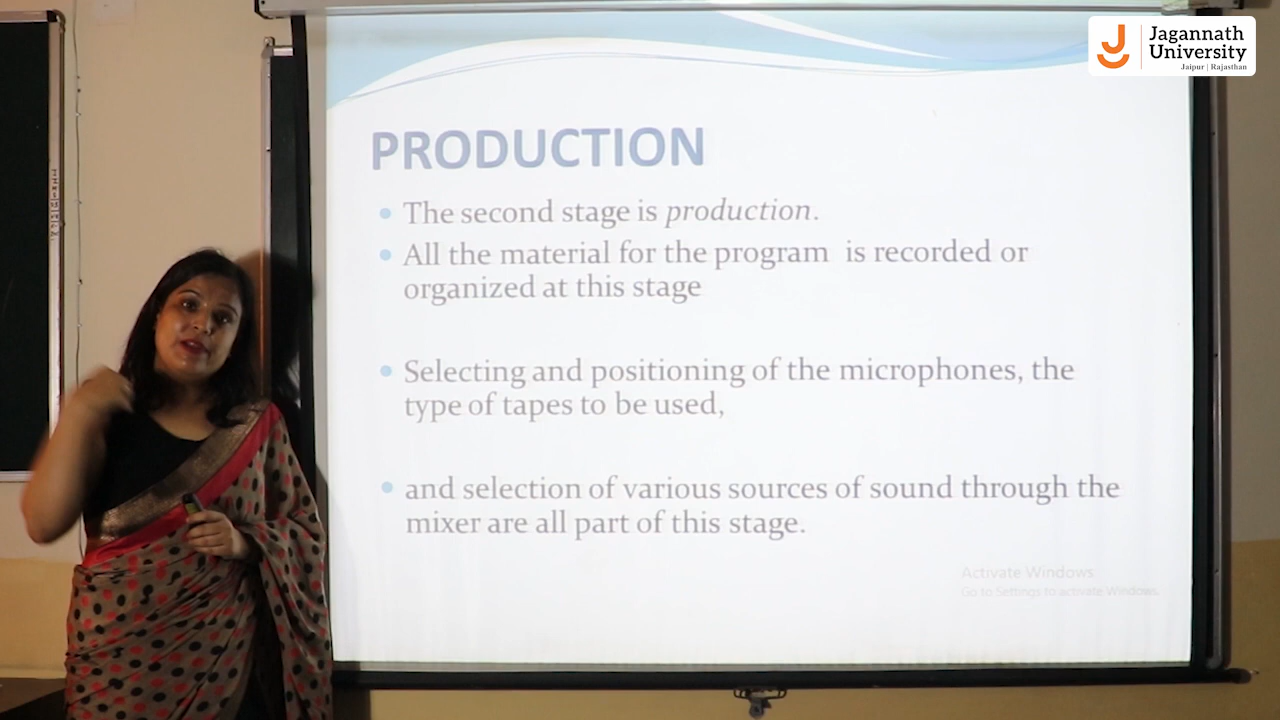 Jagannath
University
Jaipur | Rajasthan
PRODUCTION
The second stage is production.
All the material for the program is recorded or
organized at this stage
Selecting and positioning of the microphones, the
type of tapes to be used,
and selection of various sources of sound through the
mixer are all part of this stage.
Activate Windows
Go to Settings to activate Windows.